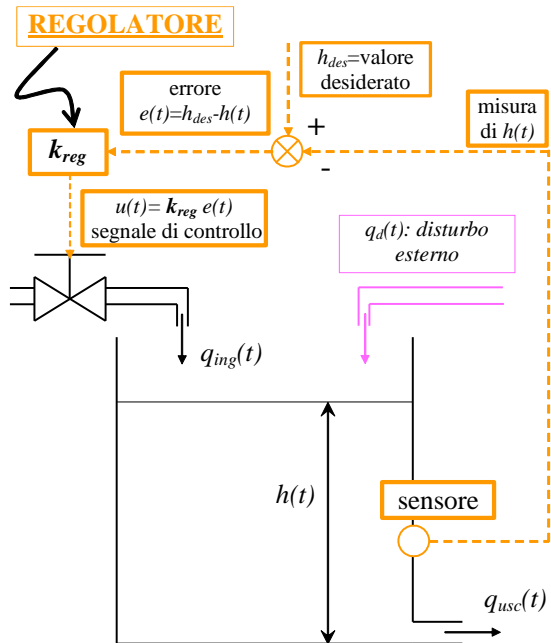 REGOLATORE
h_des=valore
desiderato
errore
e(t)=h_des-h(t)
misura
di h(t)
+
-
k_reg
u(t)= k_reg e(t)
segnale di controllo
q_d(t): disturbo
esterno
q_ing(t)
h(t)
sensore
q_usc(t)